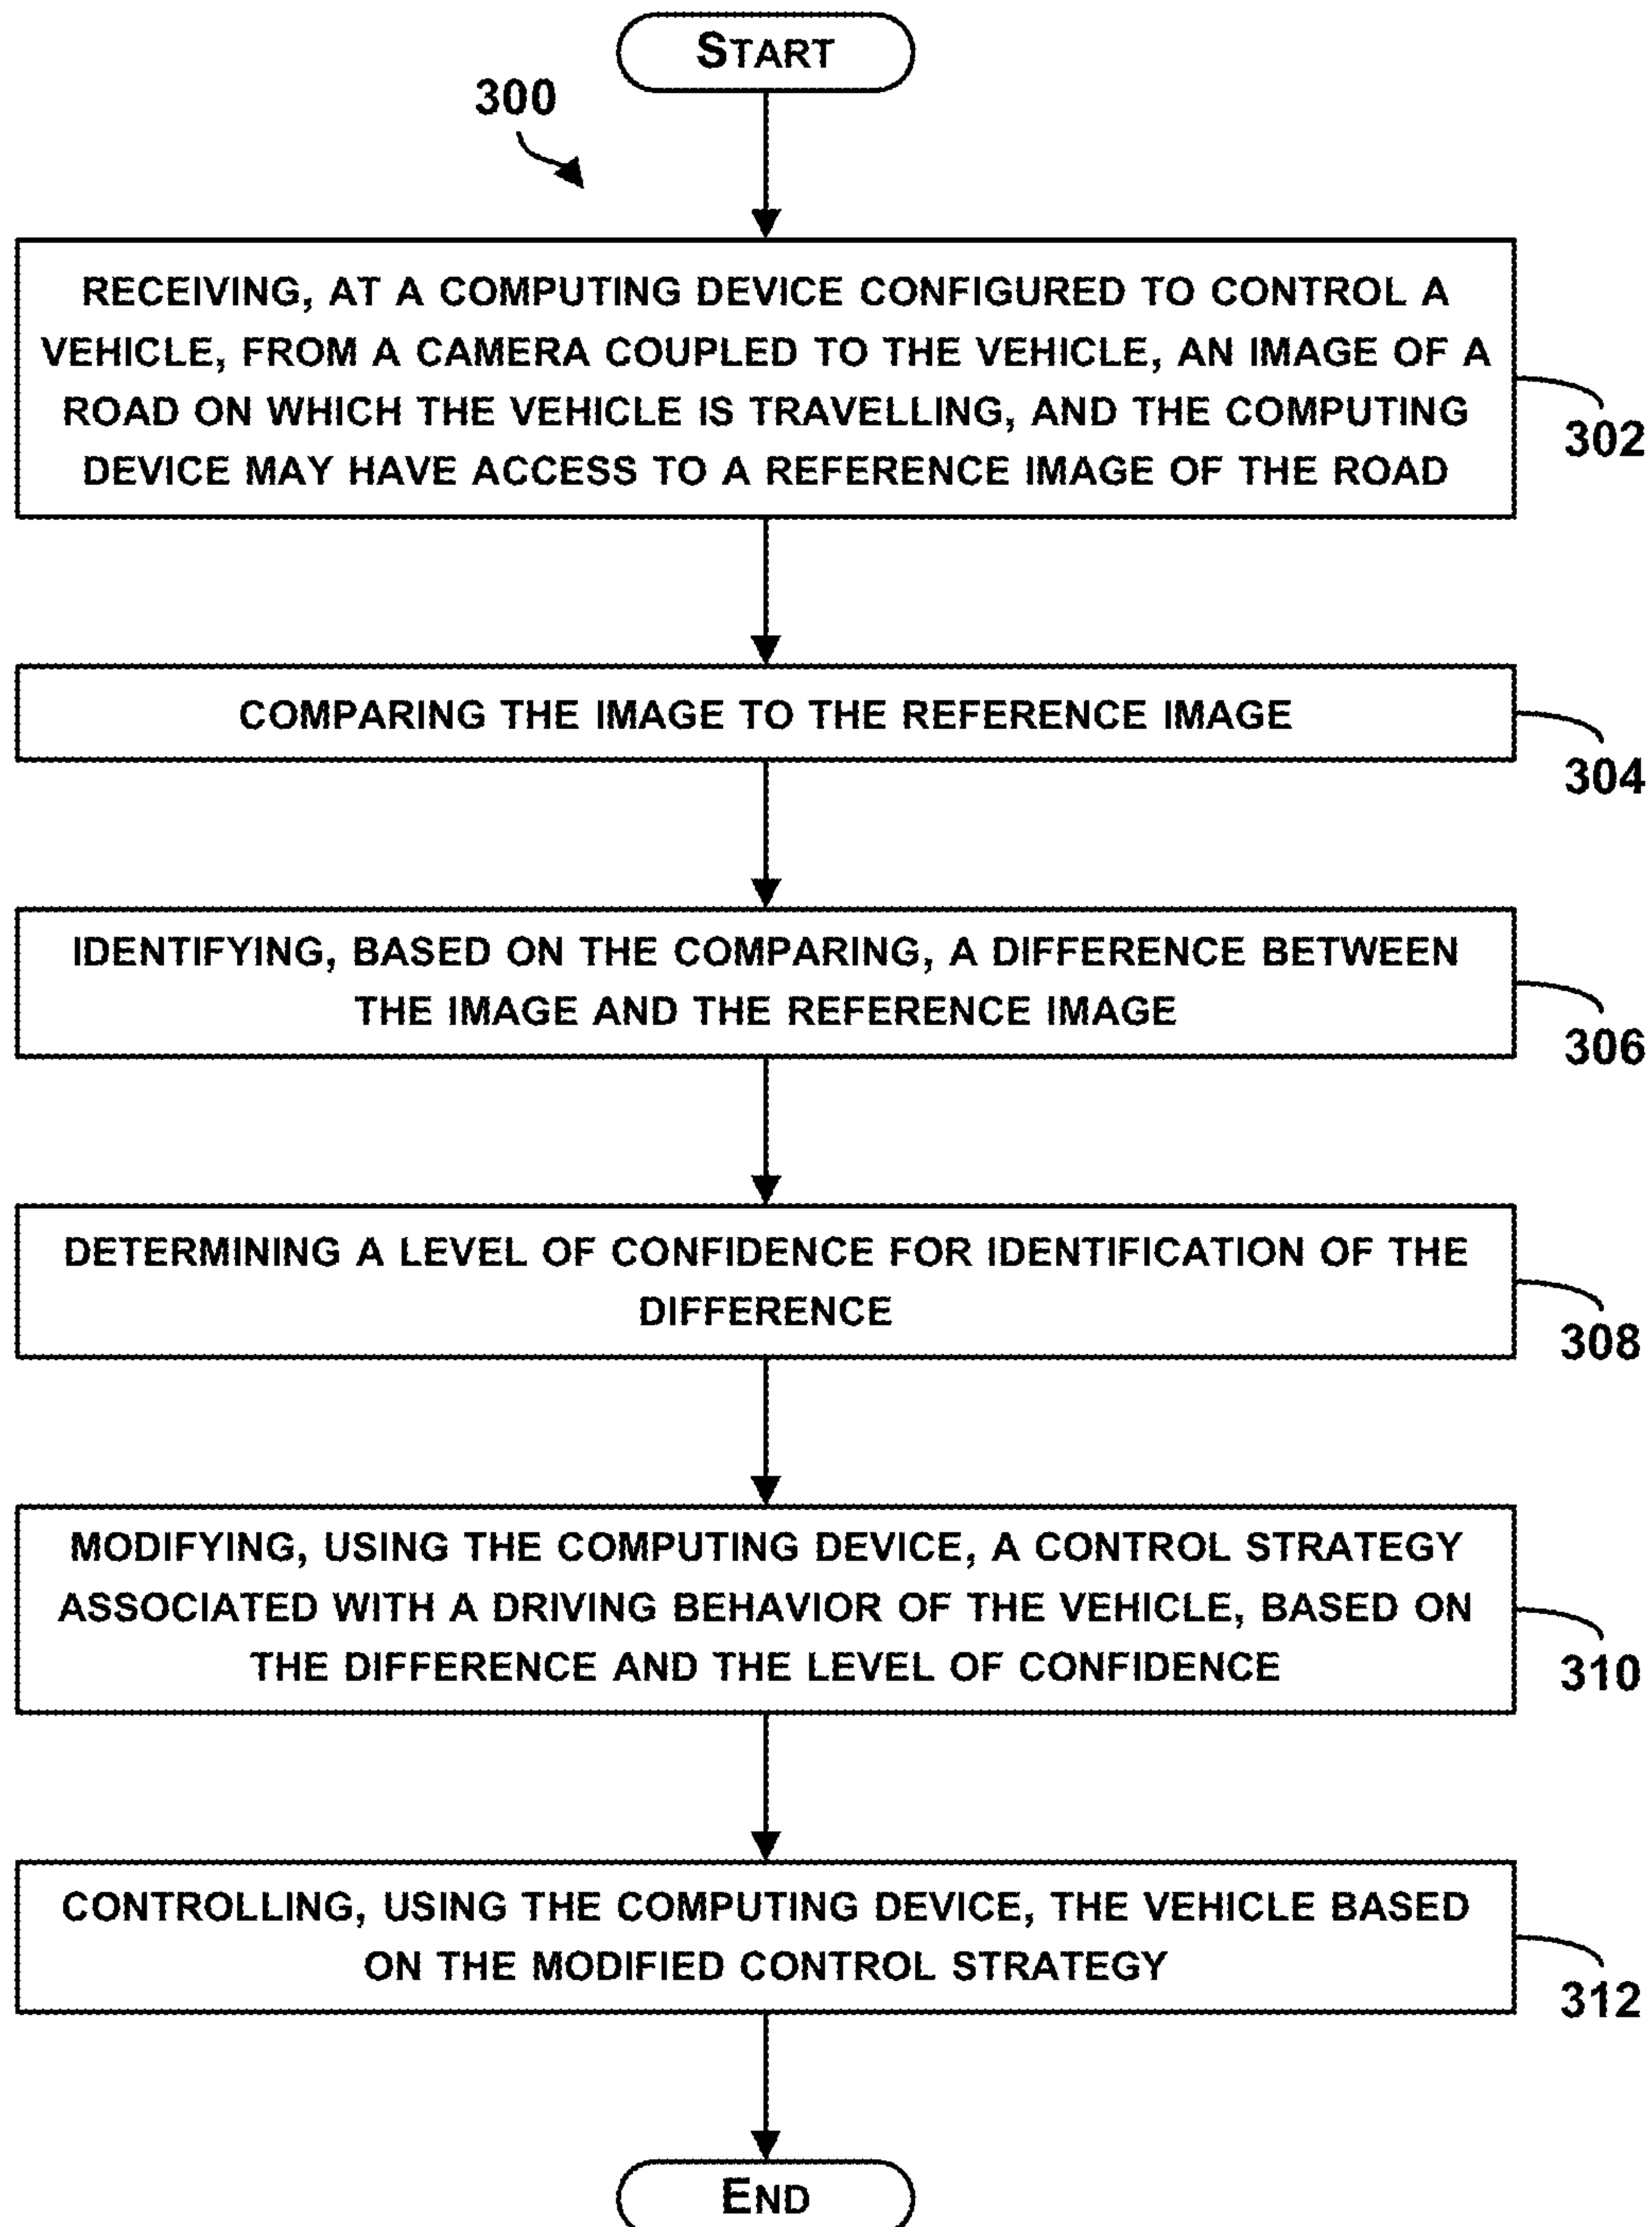 START
300
RECEIVING, AT A COMPUTING DEVICE CONFIGURED TO CONTROL A
VEHICLE, FROM A CAMERA COUPLED TO THE VEHICLE, AN IMAGE OF A
ROAD ON WHICH THE VEHICLE IS TRAVELLING, AND THE COMPUTING
DEVICE MAY HAVE ACCESS TO A REFERENCE IMAGE OF THE ROAD
302
COMPARING THE IMAGE TO THE REFERENCE IMAGE
304
IDENTIFYING, BASED ON THE COMPARING, A DIFFERENCE BETWEEN
THE IMAGE AND THE REFERENCE IMAGE
306
DETERMINING A LEVEL OF CONFIDENCE FOR IDENTIFICATION OF THE
DIFFERENCE
308
MODIFYING, USING THE COMPUTING DEVICE, A CONTROL STRATEGY
ASSOCIATED WITH A DRIVING BEHAVIOR OF THE VEHICLE, BASED ON
THE DIFFERENCE AND THE LEVEL OF CONFIDENCE
310
CONTROLLING, USING THE COMPUTING DEVICE, THE VEHICLE BASED
ON THE MODIFIED CONTROL STRATEGY
312
END